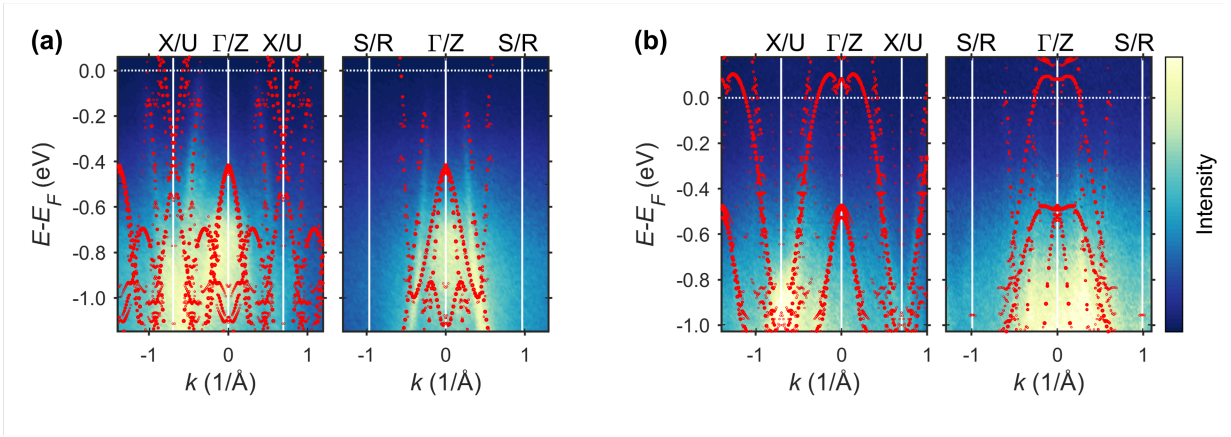 (a)
X/U Γ/Z X/U
S/R Γ/Z S/R
0.0
-0.2
-0.4
-0.6
-0.8
-1.0
E-E_F (eV)
-1 0 1
k (1/Å)
-1 0 1
k (1/Å)
(b)
X/U Γ/Z X/U
S/R Γ/Z S/R
0.0
-0.2
-0.4
-0.6
-0.8
-1.0
E-E_F (eV)
-1 0 1
k (1/Å)
-1 0 1
k (1/Å)
Intensity